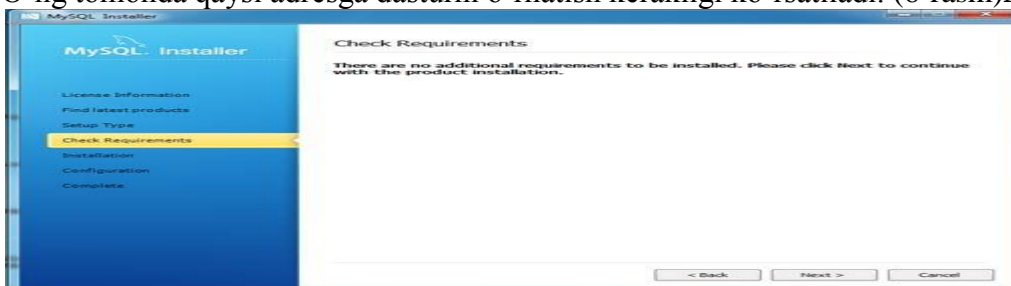 O'ng tomonda qaysi adresga dasturni o'rnatish kerakligi ko'rsatiladi. (6-rasm)
MySQL Installer
MySQL. Installer
License Information
Find latest products
Setup Type
Check Requirements
Installation
Configuration
Complete
Check Requirements
There are no additional requirements to be installed. Please click Next to continue
with the product installation.
< Back
Next >
Cancel